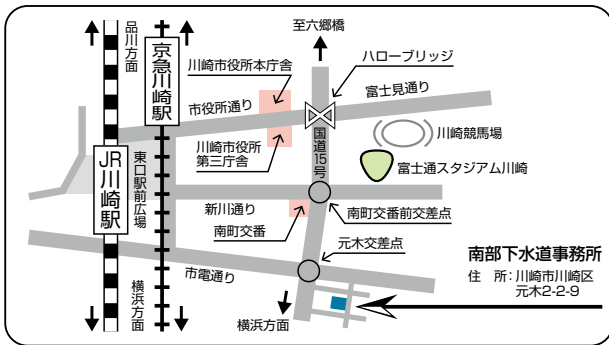 品川方面
京急川崎駅
川崎市役所本庁舎
至六郷橋
ハローブリッジ
市役所通り
富士見通り
川崎競馬場
川崎市役所
第三庁舎
国道15号
富士通スタジアム川崎
JR川崎駅
東口駅前広場
新川通り
南町交番
南町交番前交差点
元木交差点
市電通り
横浜方面
横浜方面
南部下水道事務所
住　所：川崎市川崎区
元木2-2-9